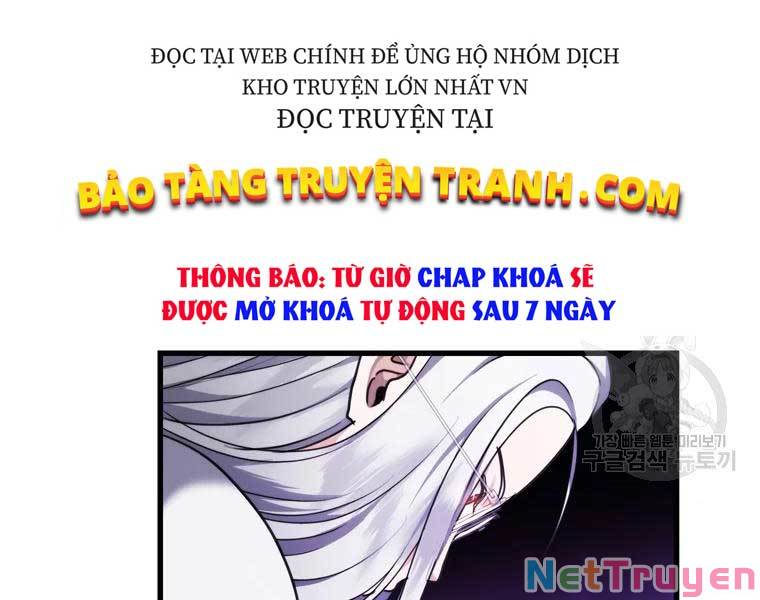 ĐỌC TẠI WEB CHÍNH ĐỂ ỦNG HỘ NHÓM DỊCH
KHO TRUYỆN LỚN NHẤT VN
ĐỌC TRUYỆN TẠI
BẢO TÀNG TRUYỆN TRANH.COM
THÔNG BÁO: TỪ GIỜ CHAP KHOÁ SẼ
ĐƯỢC MỞ KHOÁ TỰ ĐỘNG SAU 7 NGÀY
가장 빠른 웹툰 미리보기
구글검색 뉴토끼
NetTruyen